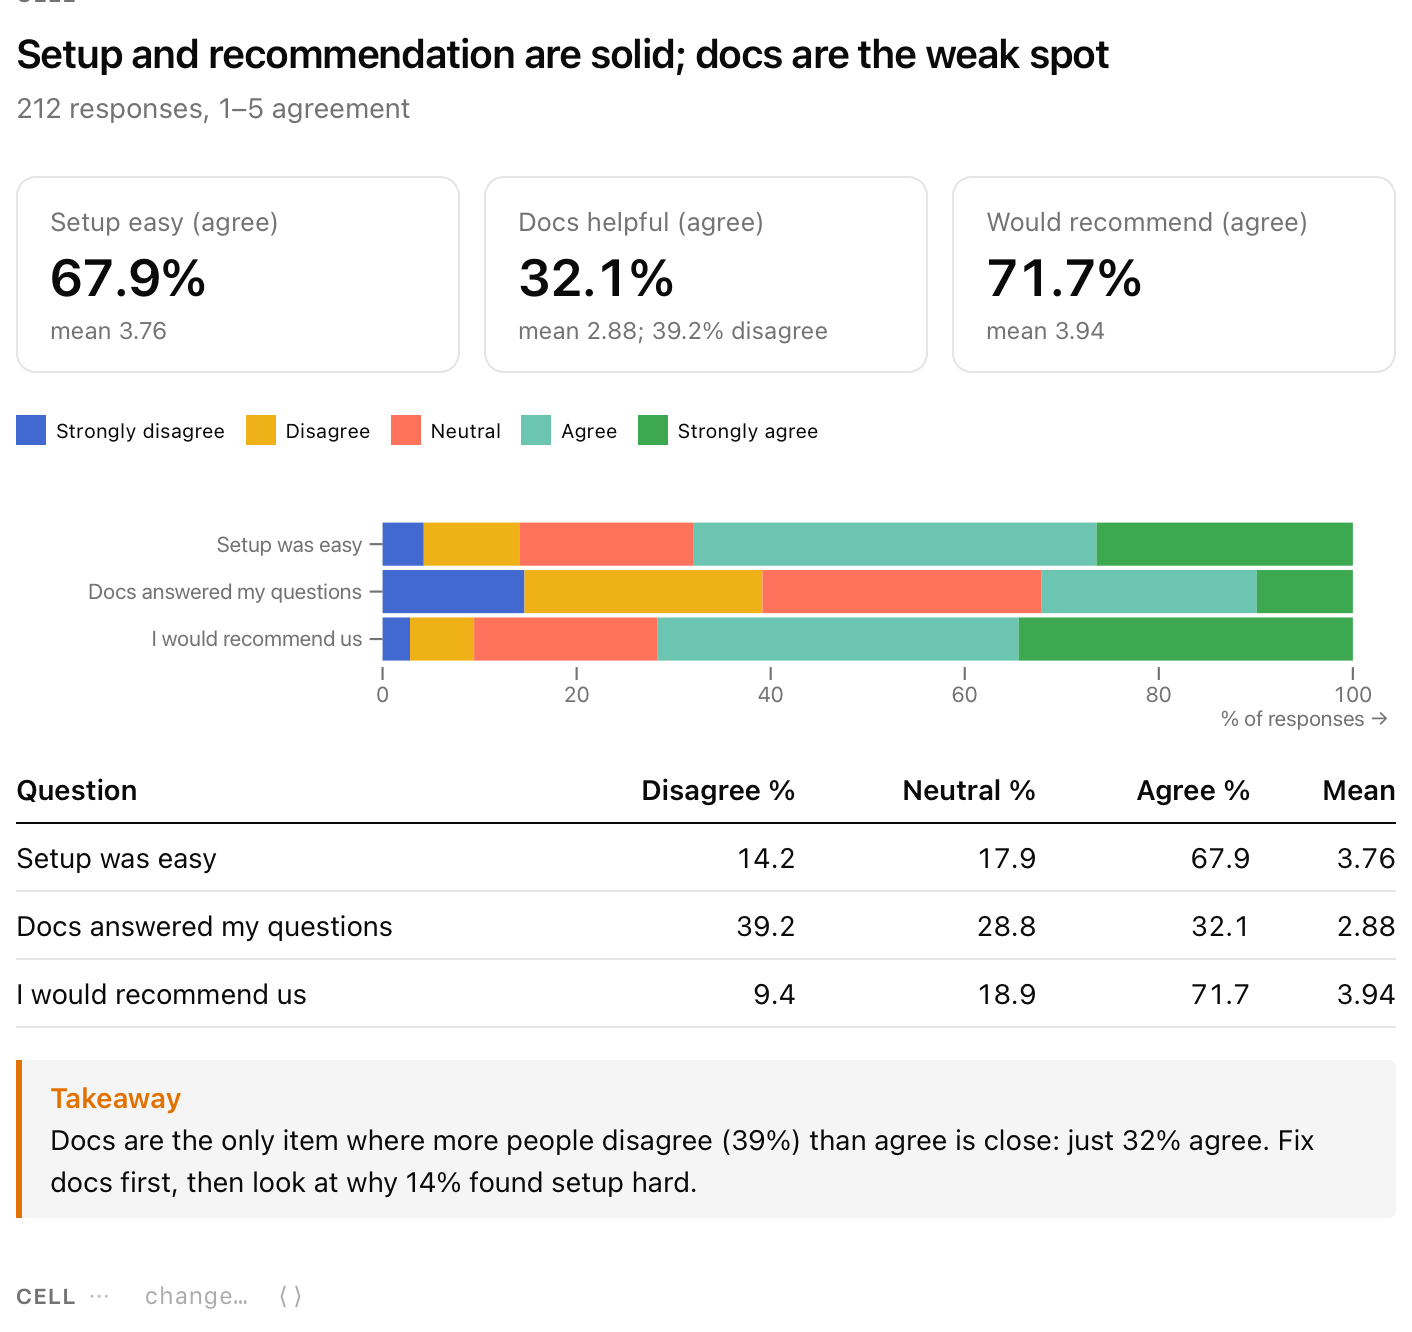 CELL
Setup and recommendation are solid; docs are the weak spot
212 responses, 1–5 agreement
Setup easy (agree)
67.9%
mean 3.76
Docs helpful (agree)
32.1%
mean 2.88; 39.2% disagree
Would recommend (agree)
71.7%
mean 3.94
Strongly disagree
Disagree
Neutral
Agree
Strongly agree
Setup was easy
Docs answered my questions
I would recommend us
0 20 40 60 80 100
% of responses →
Question Disagree % Neutral % Agree % Mean
Setup was easy 14.2 17.9 67.9 3.76
Docs answered my questions 39.2 28.8 32.1 2.88
I would recommend us 9.4 18.9 71.7 3.94
Takeaway
Docs are the only item where more people disagree (39%) than agree is close: just 32% agree. Fix
docs first, then look at why 14% found setup hard.
CELL ··· change… ⟨⟩